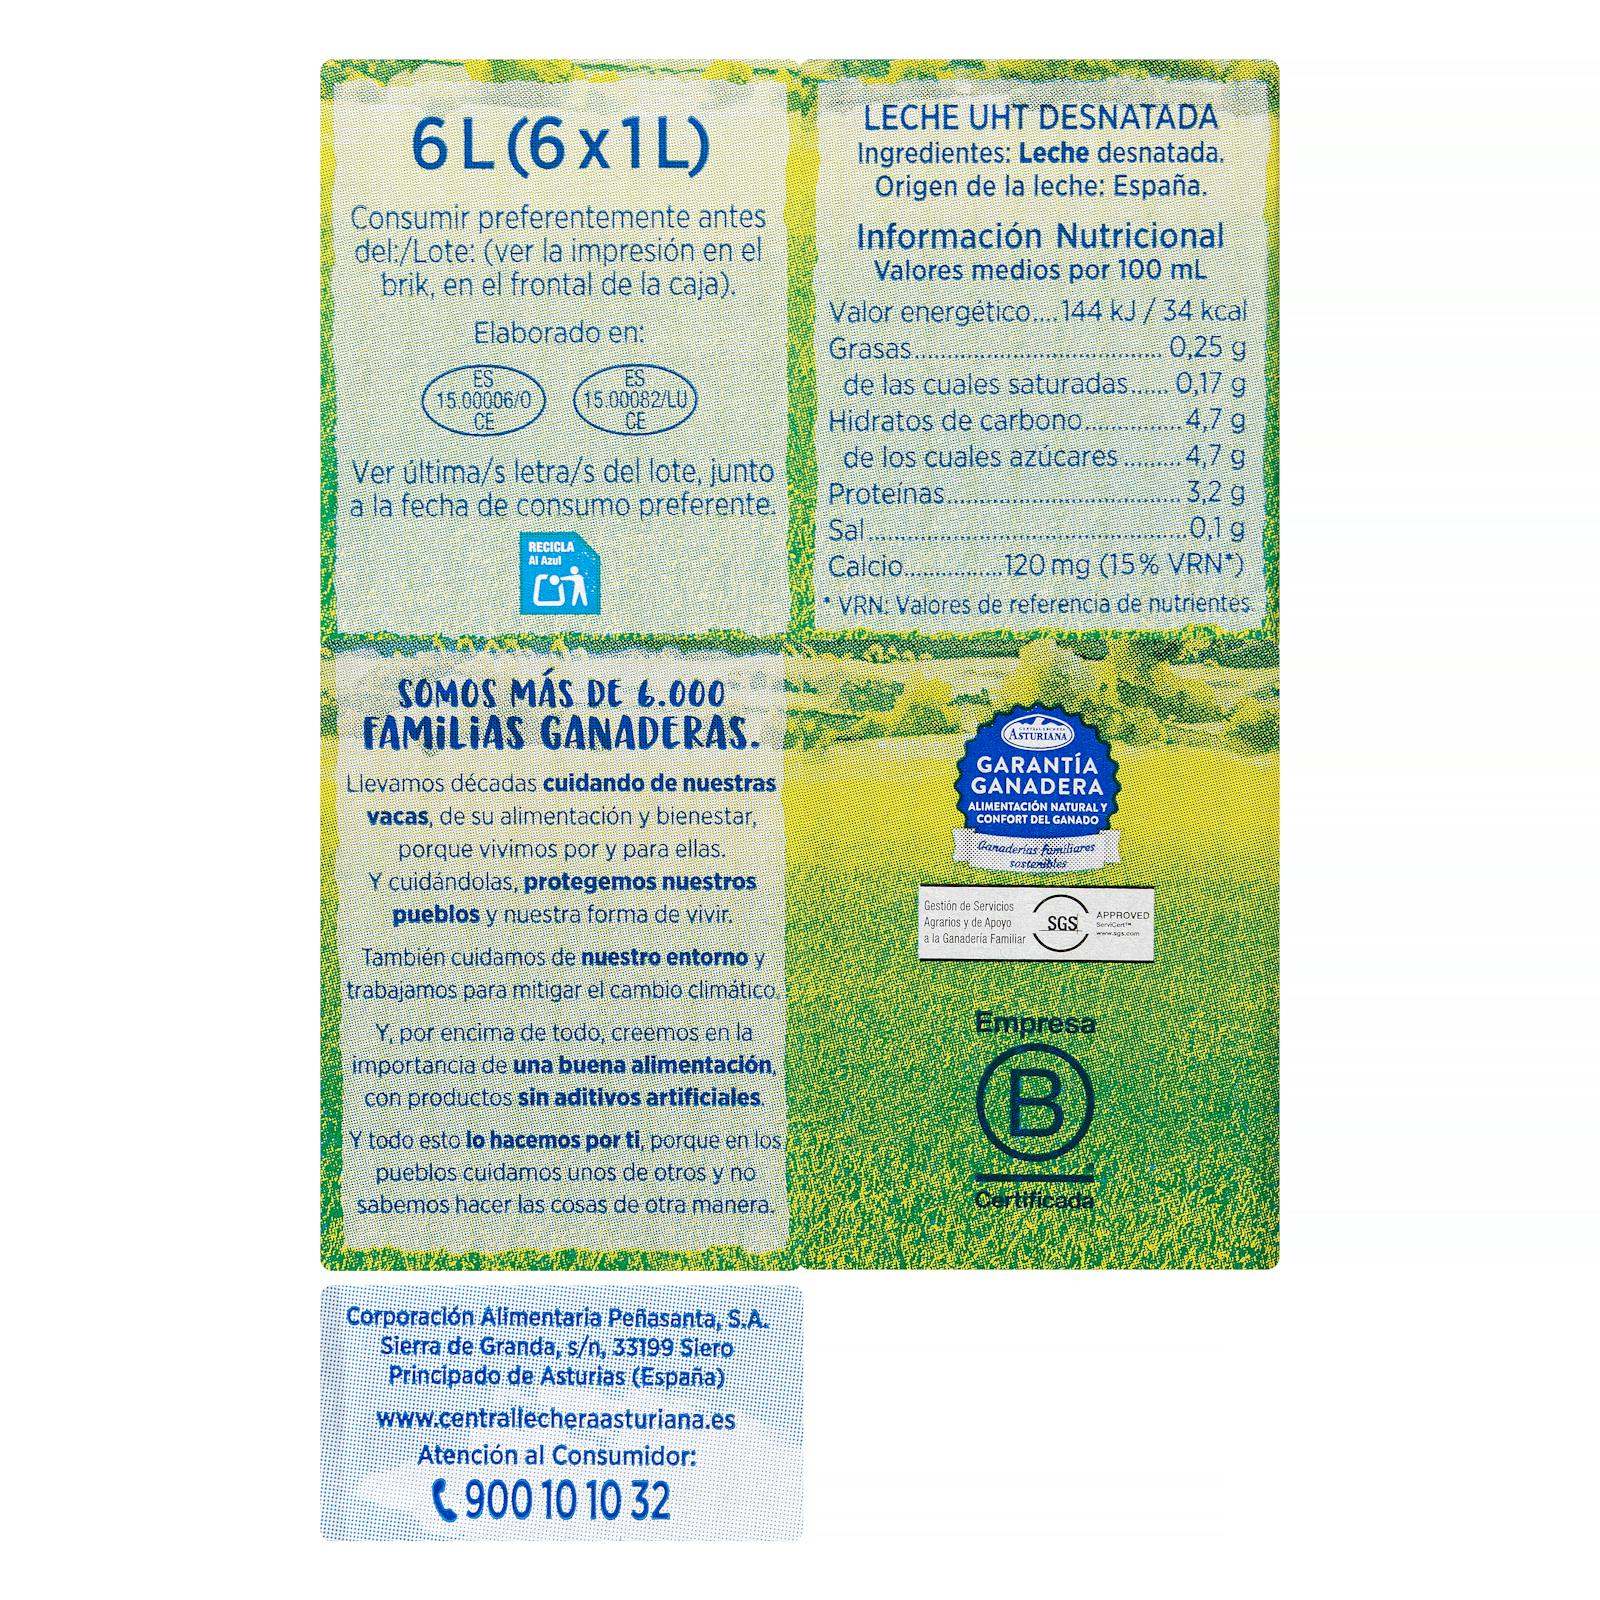 6 L (6 x 1 L)
Consumir preferentemente antes
del:/Lote: (ver la impresión en el
brik, en el frontal de la caja).
Elaborado en:
ES
15.00006/O
CE
ES
15.00082/LU
CE
Ver última/s letra/s del lote, junto
a la fecha de consumo preferente.
RECICLA
Al Azul
LECHE UHT DESNATADA
Ingredientes: Leche desnatada.
Origen de la leche: España.
Información Nutricional
Valores medios por 100 mL
Valor energético....144 kJ / 34 kcal
Grasas.................................... 0,25 g
de las cuales saturadas...... 0,17 g
Hidratos de carbono..............4,7 g
de los cuales azúcares.........4,7 g
Proteínas.................................. 3,2 g
Sal..............................................0,1 g
Calcio..............120 mg (15% VRN*)
* VRN: Valores de referencia de nutrientes.
SOMOS MÁS DE 6.000
FAMILIAS GANADERAS.
Llevamos décadas cuidando de nuestras
vacas, de su alimentación y bienestar,
porque vivimos por y para ellas.
Y cuidándolas, protegemos nuestros
pueblos y nuestra forma de vivir.
También cuidamos de nuestro entorno y
trabajamos para mitigar el cambio climático.
Y, por encima de todo, creemos en la
importancia de una buena alimentación,
con productos sin aditivos artificiales.
Y todo esto lo hacemos por ti, porque en los
pueblos cuidamos unos de otros y no
sabemos hacer las cosas de otra manera.
CENTRAL LECHERA
ASTURIANA
GARANTÍA
GANADERA
ALIMENTACIÓN NATURAL Y
CONFORT DEL GANADO
Ganaderías familiares
sostenibles
Gestión de Servicios
Agrarios y de Apoyo
a la Ganadería Familiar
SGS
APPROVED
ServiCert™
www.sgs.com
Empresa
B
Certificada
Corporación Alimentaria Peñasanta, S.A.
Sierra de Granda, s/n, 33199 Siero
Principado de Asturias (España)
www.centrallecheraasturiana.es
Atención al Consumidor:
900 10 10 32